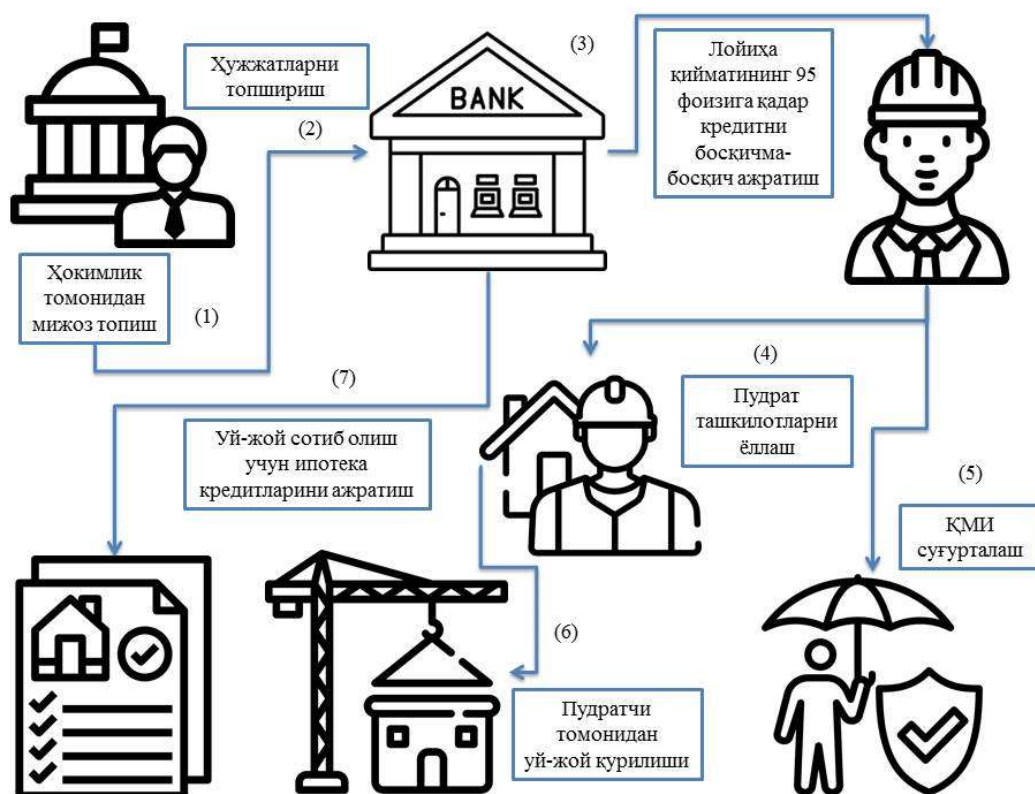 Ҳужжатларни
топшириш
(2)
BANK
(3)
Лойиҳа
қийматининг 95
фоизига қадар
кредитни
босқичма-
босқич ажратиш
Ҳокимлик
томонидан
мижоз топиш
(1)
(7)
Уй-жой сотиб олиш
учун ипотека
кредитларини ажратиш
(4)
Пудрат
ташкилотларни
ёллаш
(5)
ҚМИ
суғурталаш
(6)
Пудратчи
томонидан
уй-жой қурилиши